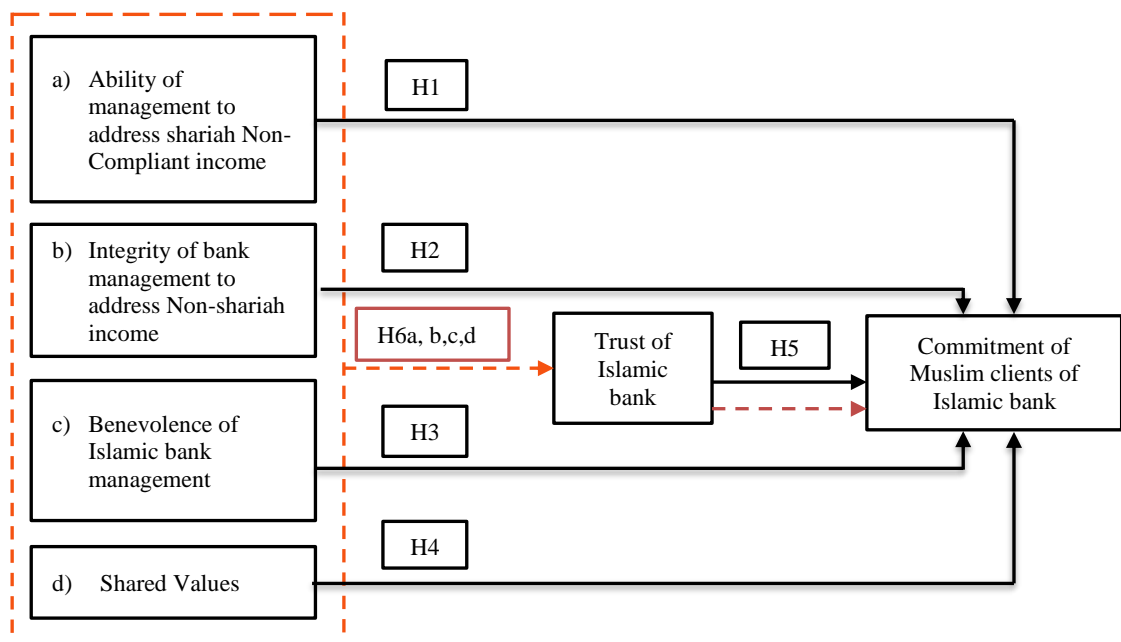 a) Ability of
management to
address shariah Non-
Compliant income
H1
b) Integrity of bank
management to
address Non-shariah
income
H2
H6a, b,c,d
Trust of
Islamic
bank
H5
Commitment of
Muslim clients of
Islamic bank
c) Benevolence of
Islamic bank
management
H3
d) Shared Values
H4